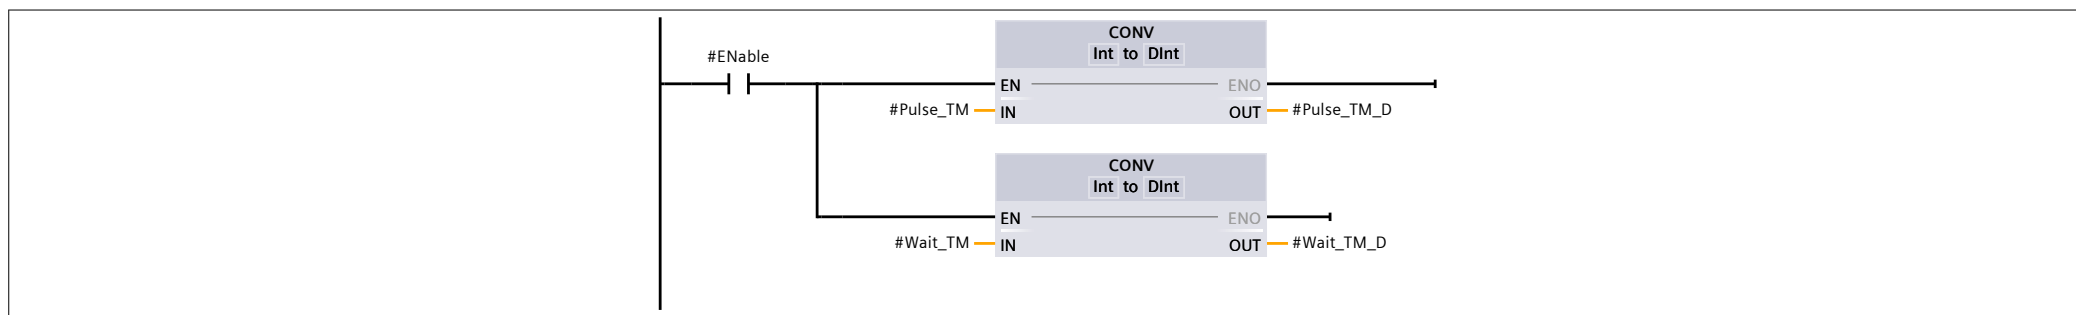 CONV
Int to DInt
#ENable
EN ENO
#Pulse_TM IN OUT #Pulse_TM_D
CONV
Int to DInt
EN ENO
#Wait_TM IN OUT #Wait_TM_D